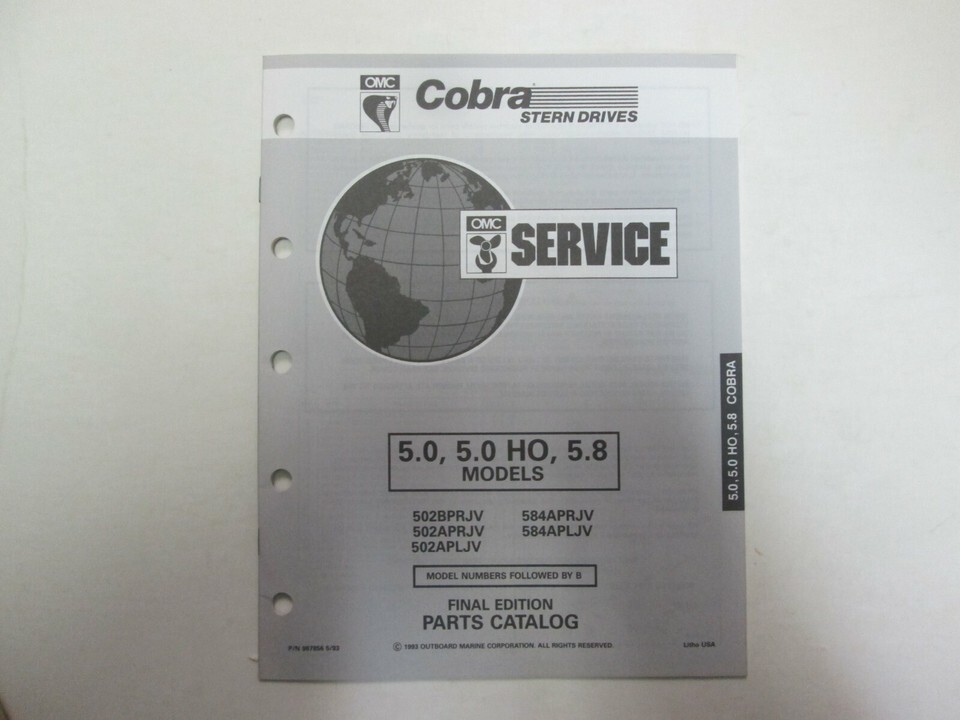 OMC
Cobra
STERN DRIVES
OMC
SERVICE
5.0, 5.0 HO, 5.8 COBRA
5.0, 5.0 HO, 5.8
MODELS
502BPRJV 584APRJV
502APRJV 584APLJV
502APLJV
MODEL NUMBERS FOLLOWED BY B
FINAL EDITION
PARTS CATALOG
P/N 5/93 © 1993 OUTBOARD MARINE CORPORATION. ALL RIGHTS RESERVED. Litho USA